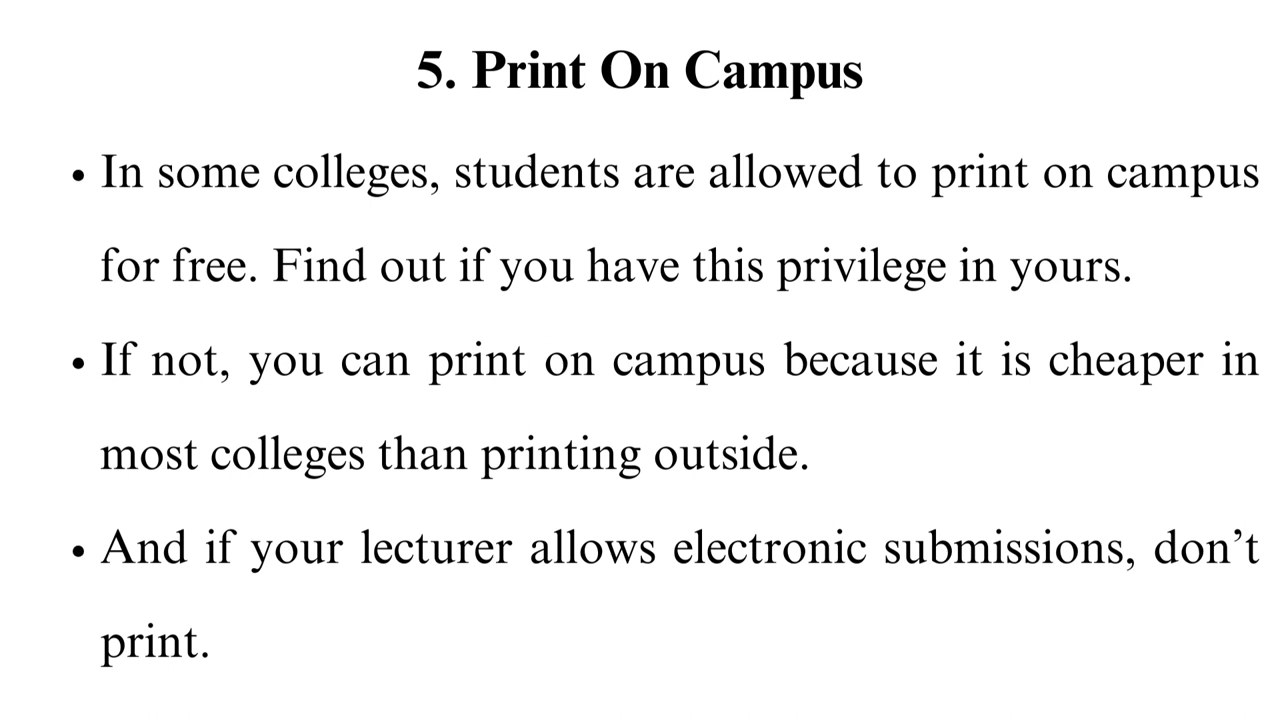 5. Print On Campus
• In some colleges, students are allowed to print on campus
for free. Find out if you have this privilege in yours.
• If not, you can print on campus because it is cheaper in
most colleges than printing outside.
• And if your lecturer allows electronic submissions, don’t
print.